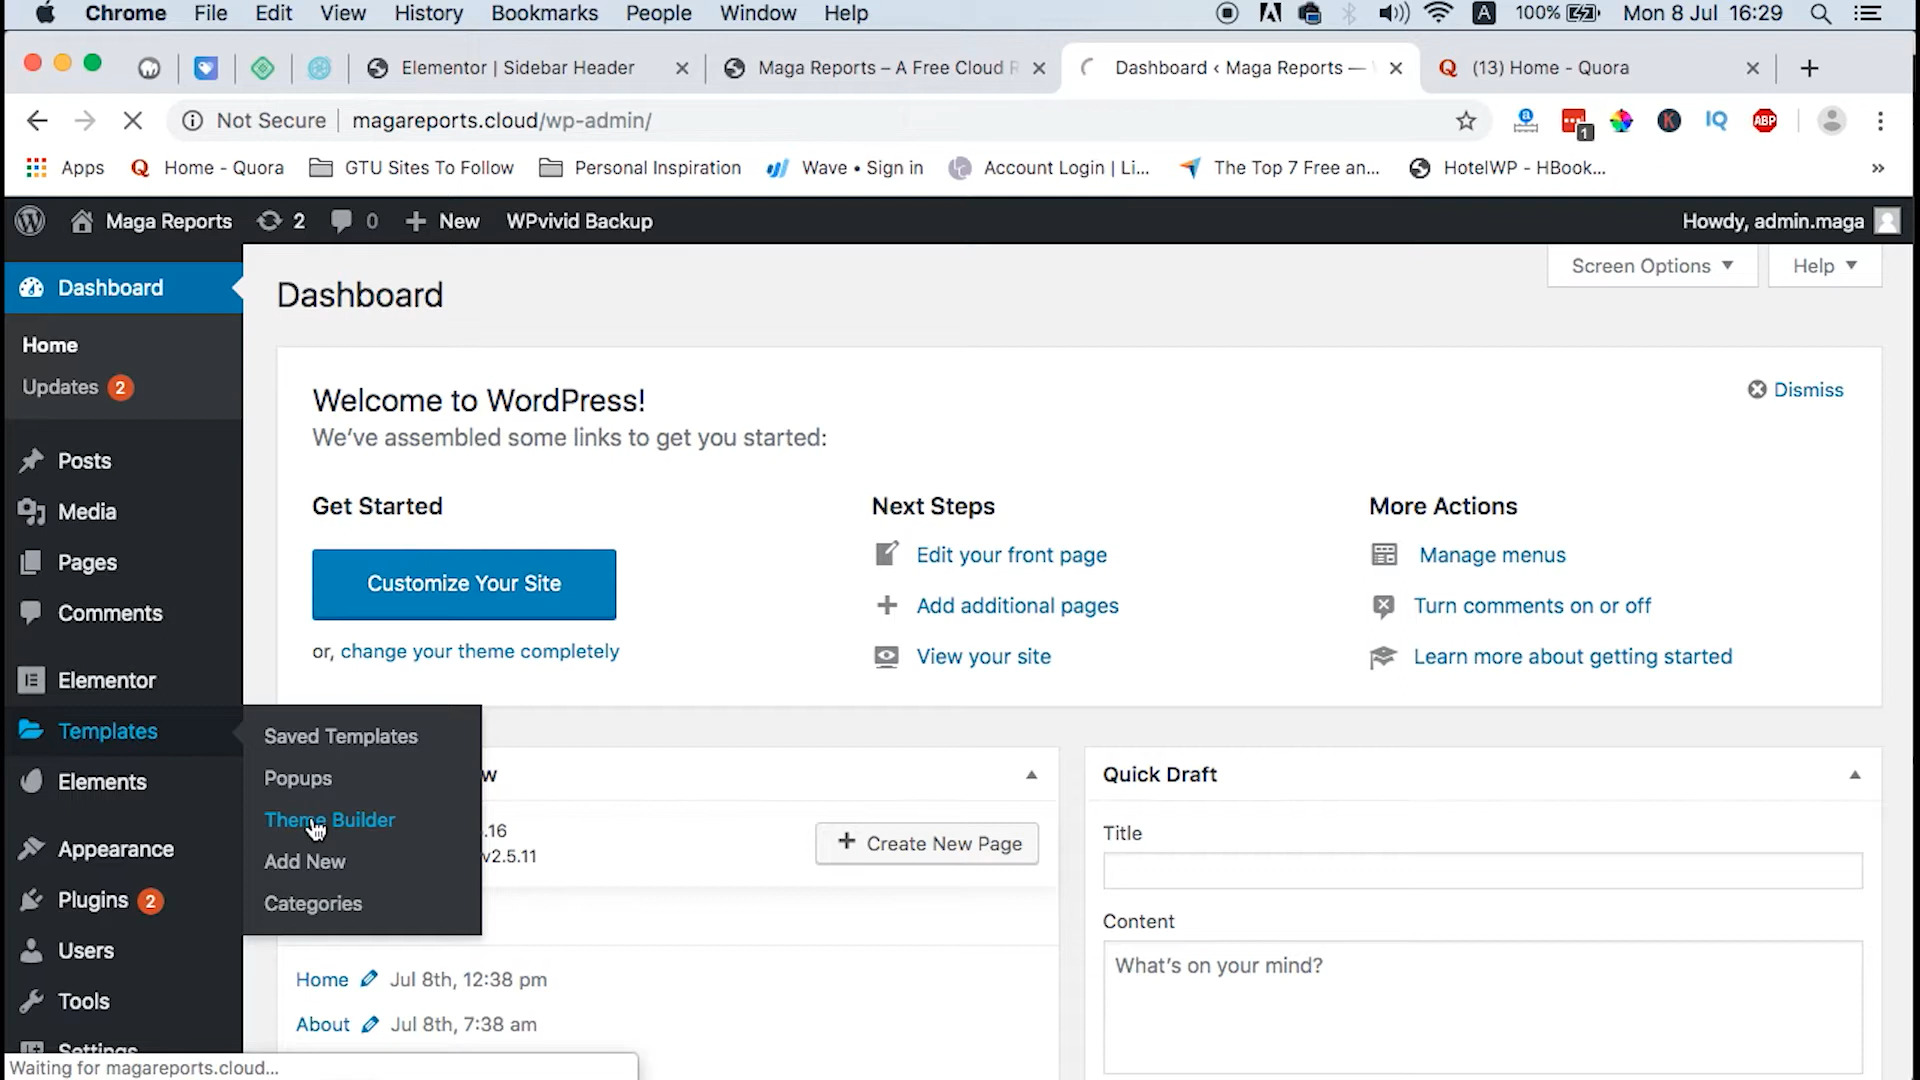 Chrome File Edit View History Bookmarks People Window Help A 100% Mon 8 Jul 16:29
Elementor | Sidebar Header Maga Reports – A Free Cloud R Dashboard ‹ Maga Reports — Q (13) Home - Quora
Not Secure magareports.cloud/wp-admin/ a 1 K IQ ABP
Apps Q Home - Quora GTU Sites To Follow Personal Inspiration Wave • Sign in Account Login | Li... The Top 7 Free an... HotelWP - HBook... »
Maga Reports 2 0 New WPvivid Backup Howdy, admin.maga
Screen Options Help
Dashboard
Home
Updates 2
Posts
Media
Pages
Comments
Elementor
Templates
Elements
Appearance
Plugins 2
Users
Tools
Settings
Saved Templates
Popups
Theme Builder
Add New
Categories
Dashboard
Welcome to WordPress!
Dismiss
We've assembled some links to get you started:
Get Started
Customize Your Site
or, change your theme completely
Next Steps
Edit your front page
Add additional pages
View your site
More Actions
Manage menus
Turn comments on or off
Learn more about getting started
w
.16
v2.5.11
Create New Page
Home Jul 8th, 12:38 pm
About Jul 8th, 7:38 am
Quick Draft
Title
Content
What's on your mind?
Waiting for magareports.cloud...